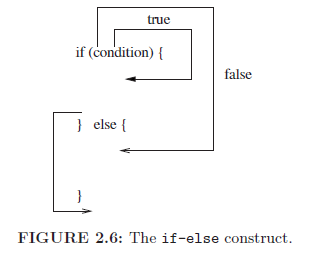 true
if (condition) {
false
} else {
}
FIGURE 2.6: The if-else construct.